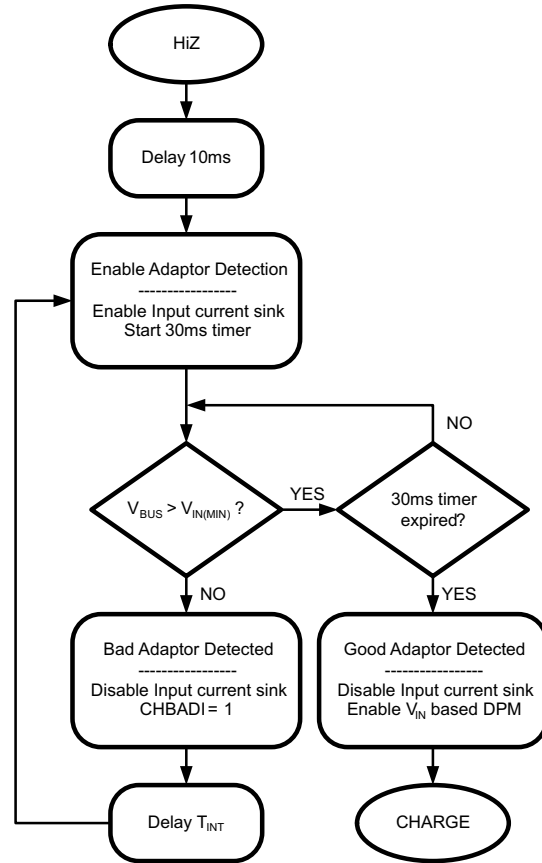 HiZ
Delay 10ms
Enable Adaptor Detection
-----------------
Enable Input current sink
Start 30ms timer
NO
V_BUS > V_IN(MIN) ?
YES
30ms timer
expired?
NO
YES
Bad Adaptor Detected
-----------------
Disable Input current sink
CHBADI = 1
Good Adaptor Detected
-----------------
Disable Input current sink
Enable V_IN based DPM
Delay T_INT
CHARGE